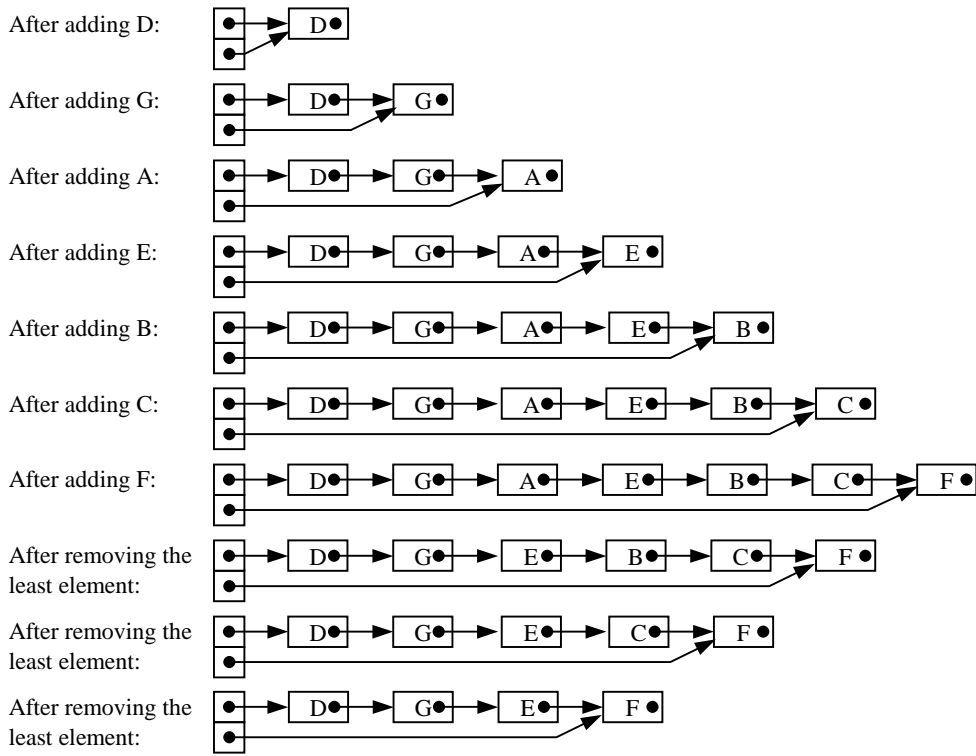 After adding D: D
After adding G: D G
After adding A: D G A
After adding E: D G A E
After adding B: D G A E B
After adding C: D G A E B C
After adding F: D G A E B C F
After removing the D G E B C F
least element:
After removing the D G E C F
least element:
After removing the D G E F
least element: